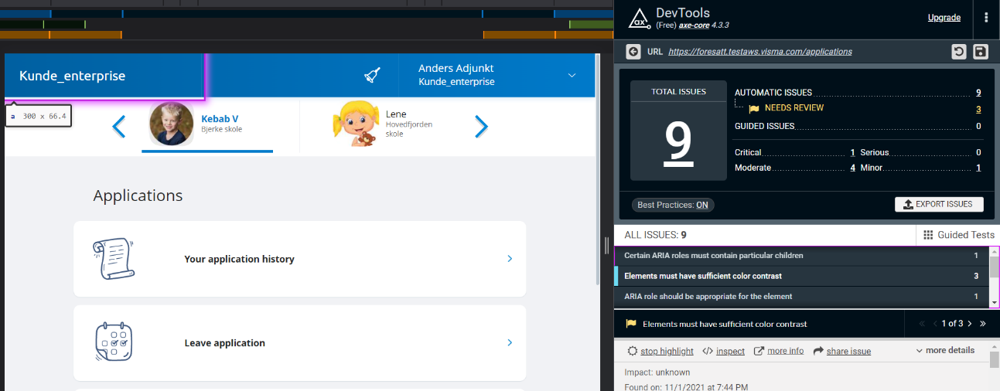 Kunde_enterprise
Anders Adjunkt
Kunde_enterprise
a 300 x 66.4
Kebab V
Bjerke skole
Lene
Hovedfjorden
skole
Applications
Your application history
Leave application
ax
DevTools
(Free) axe-core 4.3.3
Upgrade
URL https://foresatt.testaws.visma.com/applications
TOTAL ISSUES
9
AUTOMATIC ISSUES 9
NEEDS REVIEW 3
GUIDED ISSUES 0
Critical 1 Serious 0
Moderate 4 Minor 1
Best Practices: ON
EXPORT ISSUES
ALL ISSUES: 9
Guided Tests
Certain ARIA roles must contain particular children 1
Elements must have sufficient color contrast 3
ARIA role should be appropriate for the element 1
Elements must have sufficient color contrast
1 of 3
stop highlight </> inspect more info share issue more details
Impact: unknown
Found on: 11/1/2021 at 7:44 PM